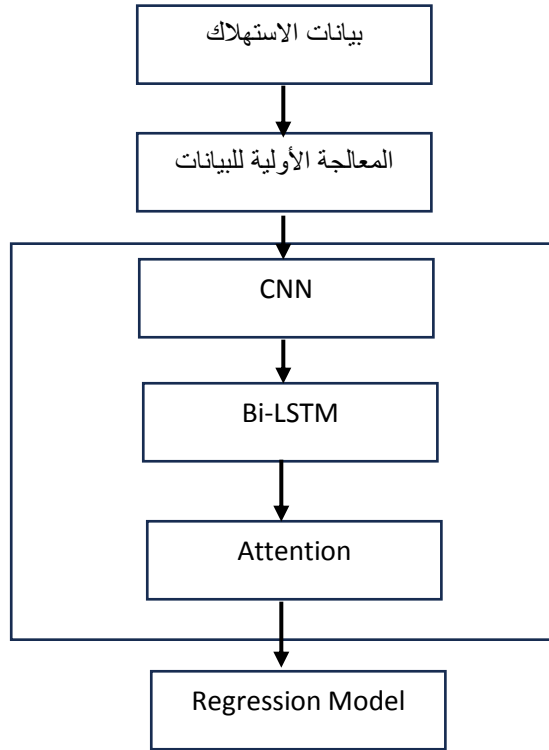 بيانات الاستهلاك
المعالجة الأولية للبيانات
CNN
Bi-LSTM
Attention
Regression Model